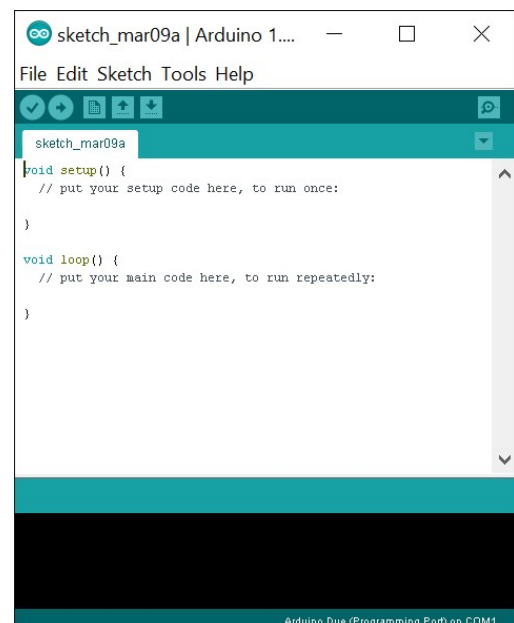 sketch_mar09a | Arduino 1....
File Edit Sketch Tools Help
sketch_mar09a
void setup() {
  // put your setup code here, to run once:
}
void loop() {
  // put your main code here, to run repeatedly:
}
Arduino Due (Programming Port) on COM1